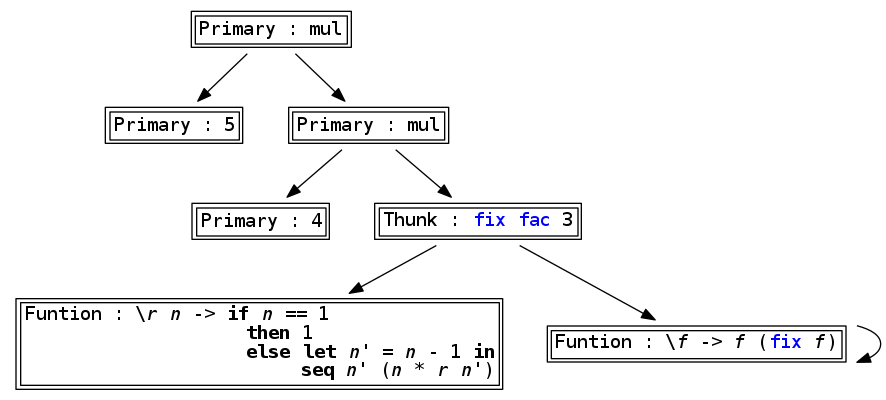 Primary : mul
Primary : 5
Primary : mul
Primary : 4
Thunk : fix fac 3
Funtion : \r n -> if n == 1
then 1
else let n' = n - 1 in
seq n' (n * r n')
Funtion : \f -> f (fix f)